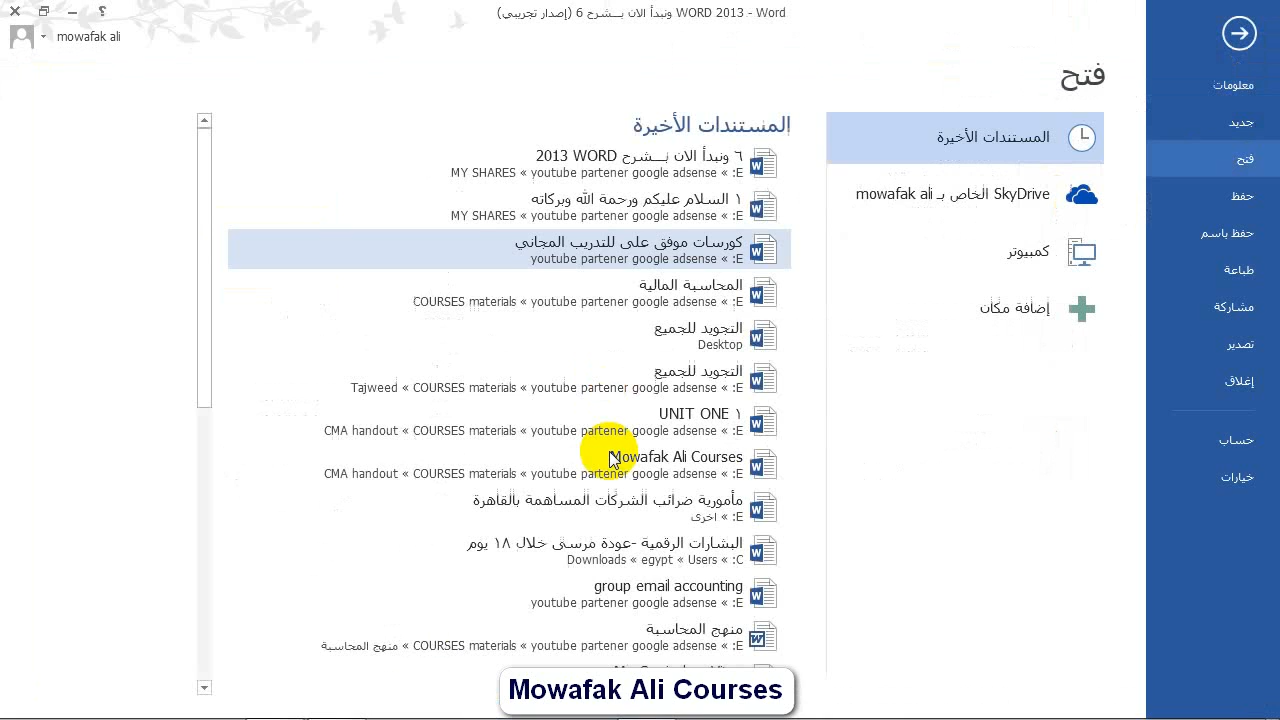 ونبدأ الان بـــشرح 6 WORD 2013 - Word (إصدار تجريبي)
mowafak ali
معلومات
جديد
فتح
حفظ
حفظ باسم
طباعة
مشاركة
تصدير
إغلاق
حساب
خيارات
فتح
المستندات الأخيرة
SkyDrive الخاص بـ mowafak ali
كمبيوتر
إضافة مكان
المستندات الأخيرة
٦ ونبدأ الان بـــشرح WORD 2013
E: » youtube partener google adsense » MY SHARES
١ السلام عليكم ورحمة الله وبركاته
E: » youtube partener google adsense » MY SHARES
كورسات موفق على للتدريب المجاني
E: » youtube partener google adsense
المحاسبة المالية
E: » youtube partener google adsense » COURSES materials
التجويد للجميع
Desktop
التجويد للجميع
E: » youtube partener google adsense » COURSES materials » Tajweed
UNIT ONE ١
E: » youtube partener google adsense » COURSES materials » CMA handout
Mowafak Ali Courses
E: » youtube partener google adsense » COURSES materials » CMA handout
مأمورية ضرائب الشركات المساهمة بالقاهرة
E: » اخرى
البشارات الرقمية -عودة مرسى خلال ١٨ يوم
C: » Users » egypt » Downloads
group email accounting
E: » youtube partener google adsense
منهج المحاسبة
E: » youtube partener google adsense » COURSES materials » منهج المحاسبة
Mowafak Ali Courses